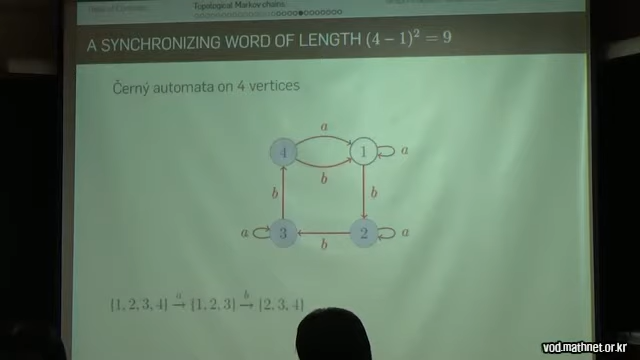 Table of Contents Topological Markov chains
A SYNCHRONIZING WORD OF LENGTH (4 − 1)² = 9
Černý automata on 4 vertices
a
4 1 a
b
b b
a 3 2 a
b
{1, 2, 3, 4} →ᵃ {1, 2, 3} →ᵇ {2, 3, 4}
vod.mathnet.or.kr